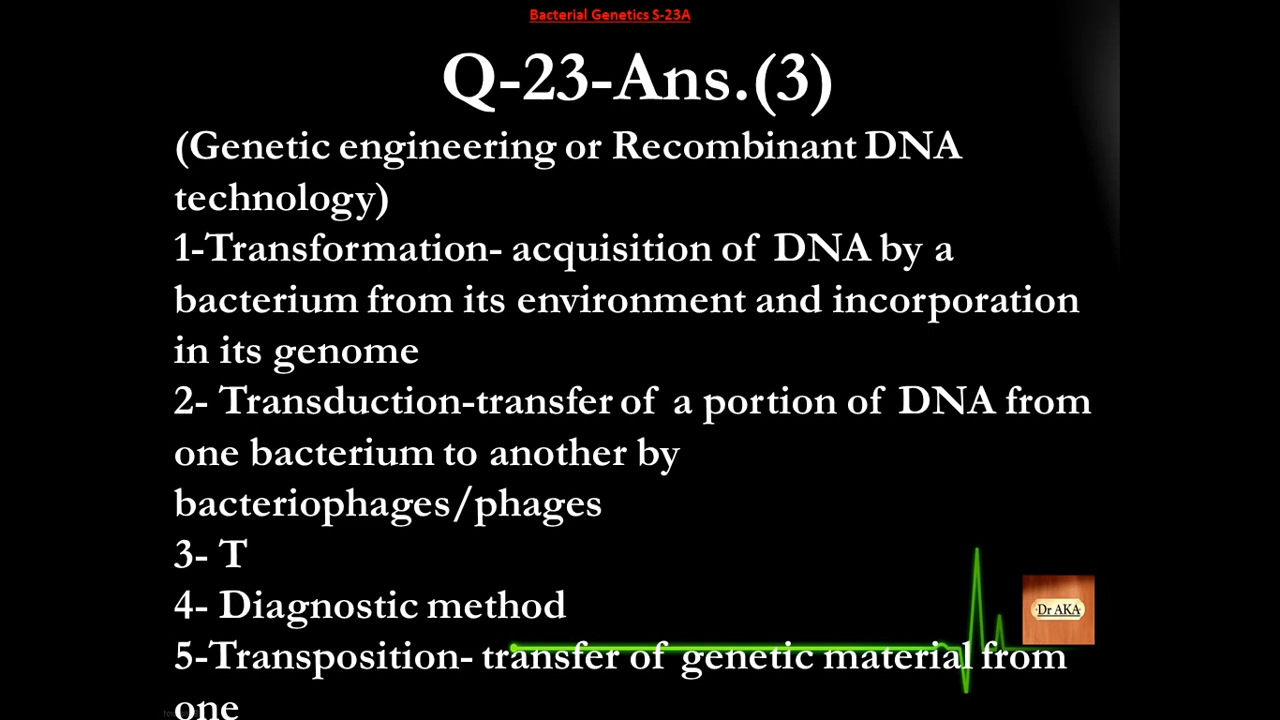 Bacterial Genetics S-23A
Q-23-Ans.(3)
(Genetic engineering or Recombinant DNA
technology)
1-Transformation- acquisition of DNA by a
bacterium from its environment and incorporation
in its genome
2- Transduction-transfer of a portion of DNA from
one bacterium to another by
bacteriophages/phages
3- T
4- Diagnostic method
Dr AKA
5-Transposition- transfer of genetic material from
one